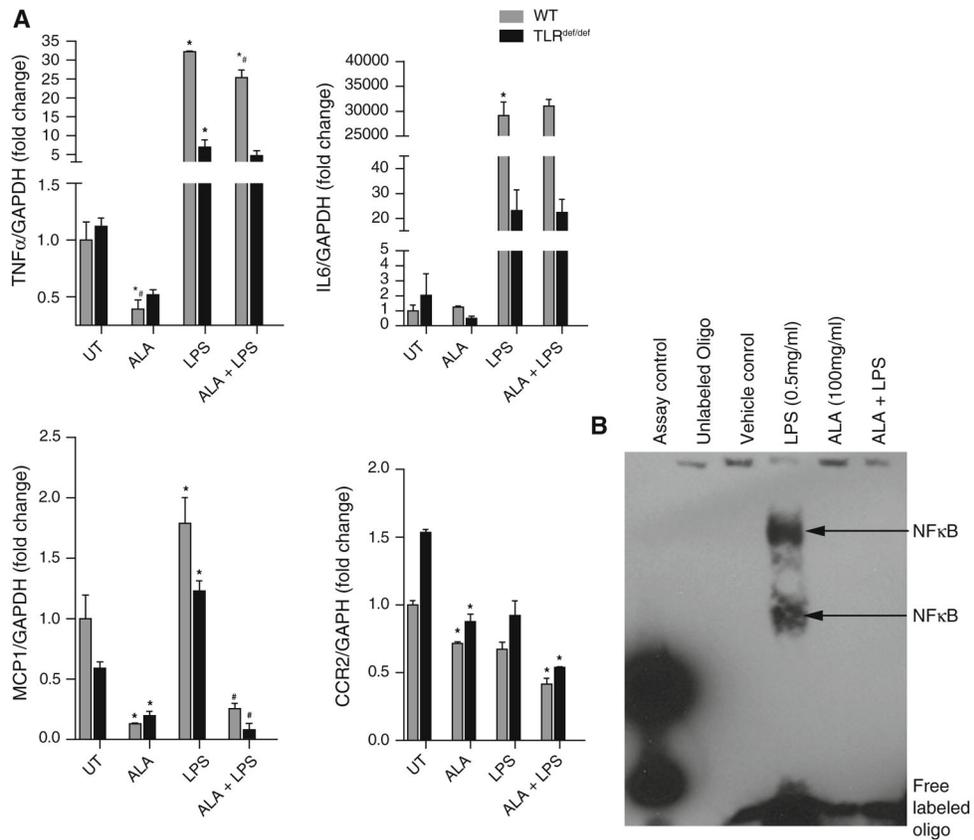 A
WT
TLRdef/def
TNFα/GAPDH (fold change)
35
30
25
20
15
10
5
1.5
1.0
0.5
*
*
*#
*#
UT
ALA
LPS
ALA + LPS
IL6/GAPDH (fold change)
40000
35000
30000
25000
40
30
20
5
4
3
2
1
0
*
UT
ALA
LPS
ALA + LPS
MCP1/GAPDH (fold change)
2.5
2.0
1.5
1.0
0.5
0.0
*
*
*
*
#
#
UT
ALA
LPS
ALA + LPS
CCR2/GAPH (fold change)
2.0
1.5
1.0
0.5
0.0
*
*
*
*
UT
ALA
LPS
ALA + LPS
B
Assay control
Unlabeled Oligo
Vehicle conrol
LPS (0.5mg/ml)
ALA (100mg/ml)
ALA + LPS
NFκB
NFκB
Free
labeled
oligo